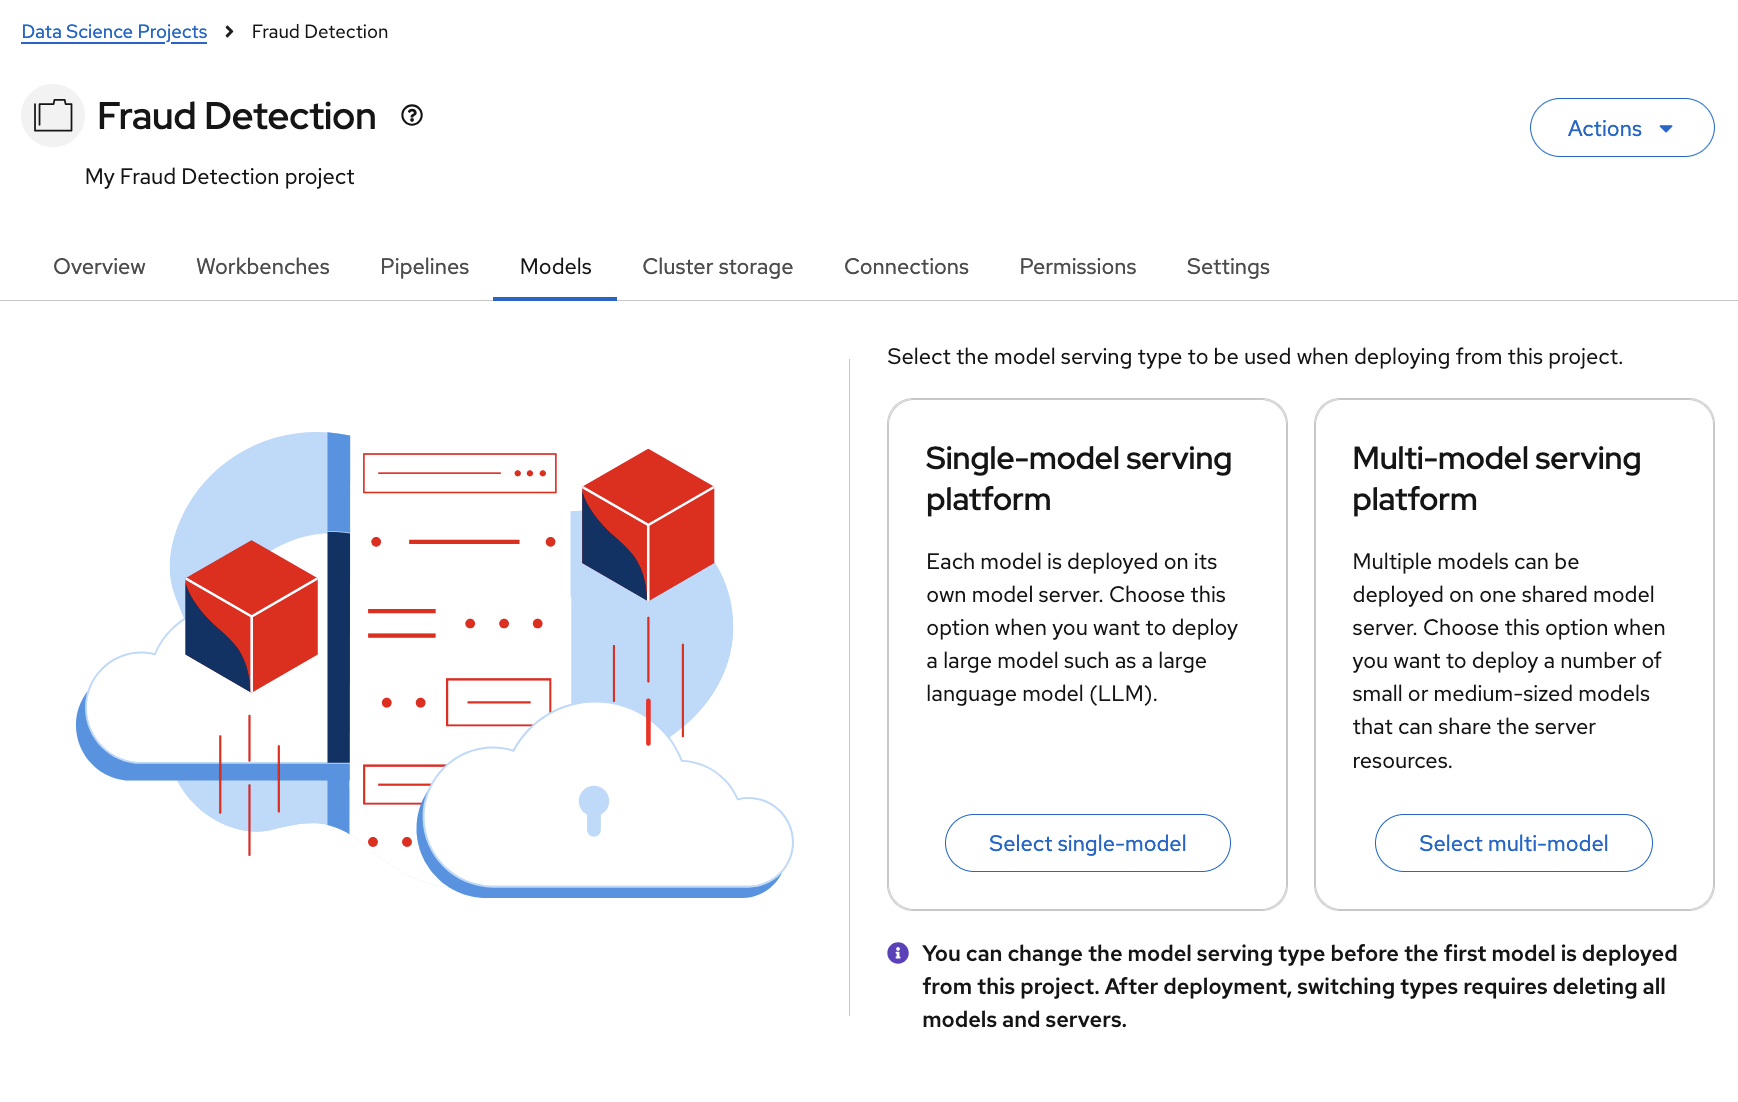 Data Science Projects > Fraud Detection
Fraud Detection
Actions
My Fraud Detection project
Overview Workbenches Pipelines Models Cluster storage Connections Permissions Settings
Select the model serving type to be used when deploying from this project.
Single-model serving
platform
Each model is deployed on its
own model server. Choose this
option when you want to deploy
a large model such as a large
language model (LLM).
Select single-model
Multi-model serving
platform
Multiple models can be
deployed on one shared model
server. Choose this option when
you want to deploy a number of
small or medium-sized models
that can share the server
resources.
Select multi-model
You can change the model serving type before the first model is deployed
from this project. After deployment, switching types requires deleting all
models and servers.